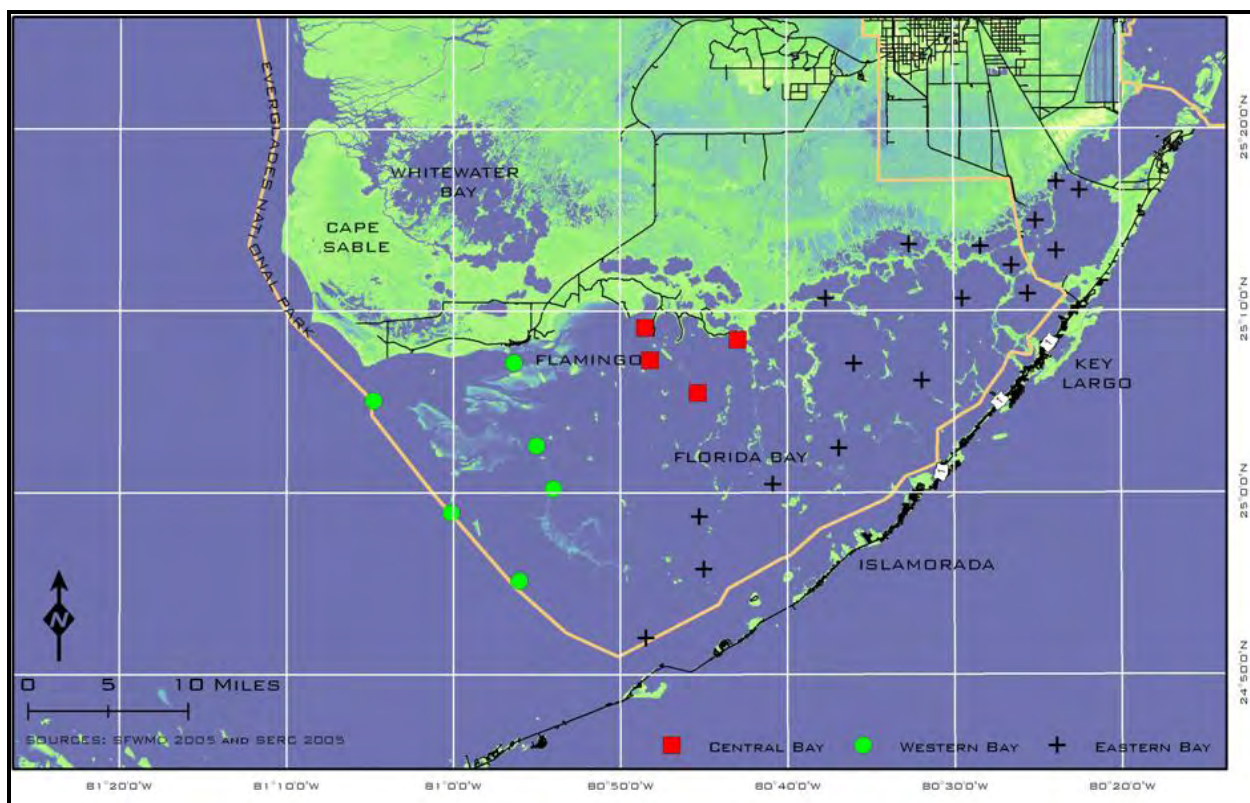 EVERGLADES NATIONAL PARK
WHITEWATER
BAY
CAPE
SABLE
25°20'0"N
25°10'0"N
FLAMINGO
KEY
LARGO
1
1
1
FLORIDA BAY
25°0'0"N
ISLAMORADA
N
24°50'0"N
0 5 10 MILES
SOURCES: SFWMD 2005 AND SERC 2005
CENTRAL BAY WESTERN BAY EASTERN BAY
81°20'0"W 81°10'0"W 81°0'0"W 80°50'0"W 80°40'0"W 80°30'0"W 80°20'0"W